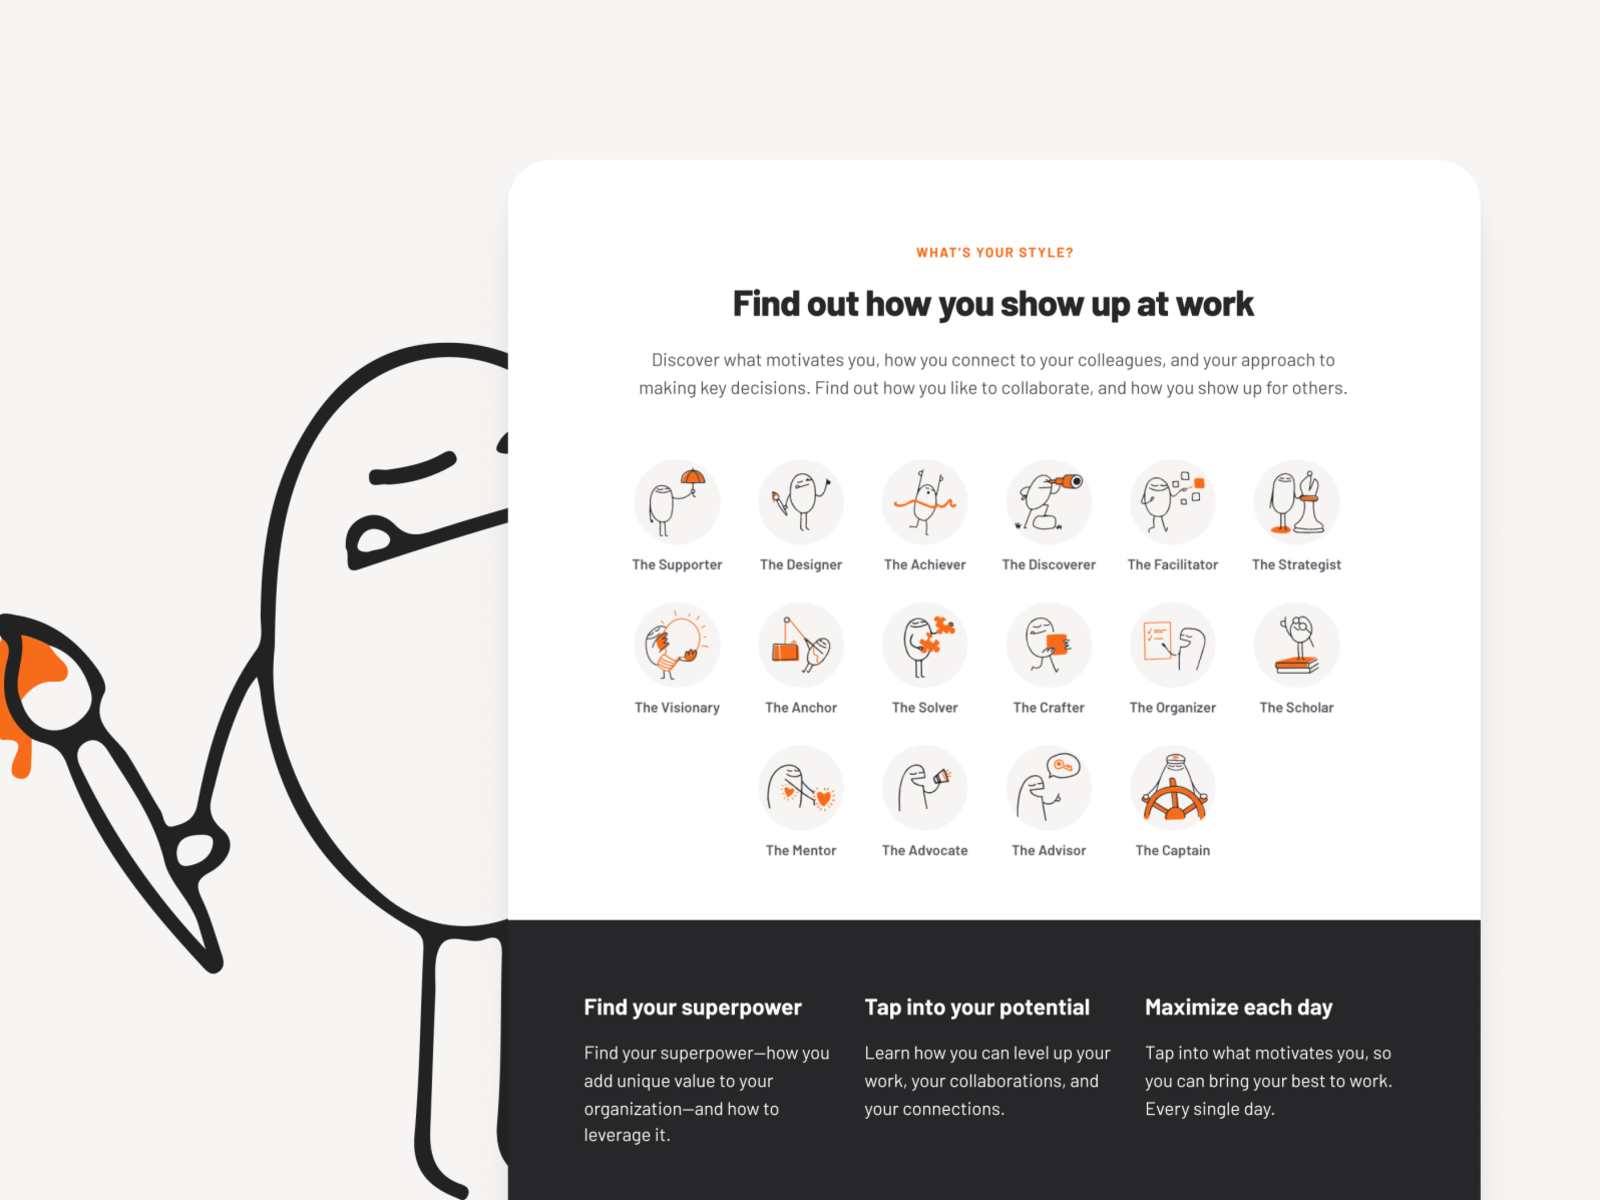 WHAT'S YOUR STYLE?
Find out how you show up at work
Discover what motivates you, how you connect to your colleagues, and your approach to
making key decisions. Find out how you like to collaborate, and how you show up for others.
The Supporter
The Designer
The Achiever
The Discoverer
The Facilitator
The Strategist
The Visionary
The Anchor
The Solver
The Crafter
The Organizer
The Scholar
The Mentor
The Advocate
The Advisor
The Captain
Find your superpower
Find your superpower—how you
add unique value to your
organization—and how to
leverage it.
Tap into your potential
Learn how you can level up your
work, your collaborations, and
your connections.
Maximize each day
Tap into what motivates you, so
you can bring your best to work.
Every single day.